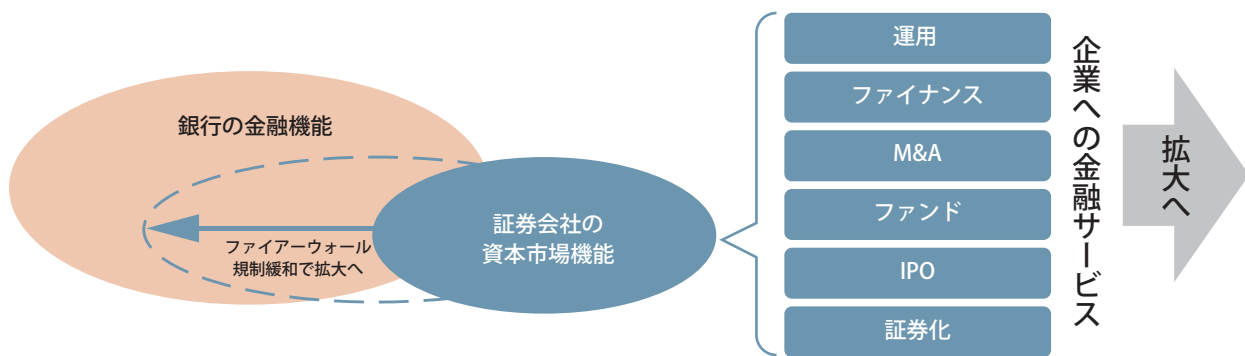 銀行の金融機能
ファイアーウォール
規制緩和で拡大へ
証券会社の
資本市場機能
運用
ファイナンス
M&A
ファンド
IPO
証券化
企業への金融サービス
拡大へ